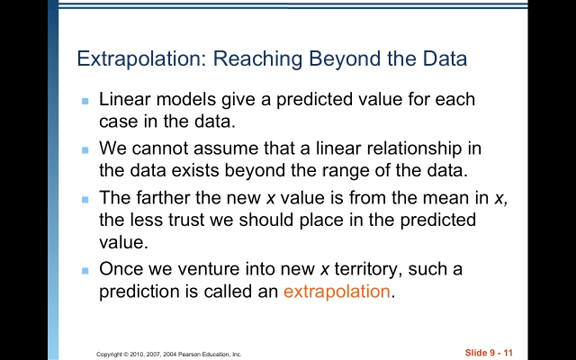 Extrapolation: Reaching Beyond the Data
Linear models give a predicted value for each
case in the data.
We cannot assume that a linear relationship in
the data exists beyond the range of the data.
The farther the new x value is from the mean in x,
the less trust we should place in the predicted
value.
Once we venture into new x territory, such a
prediction is called an extrapolation.
Copyright © 2010, 2007, 2004 Pearson Education, Inc.
Slide 9 - 11